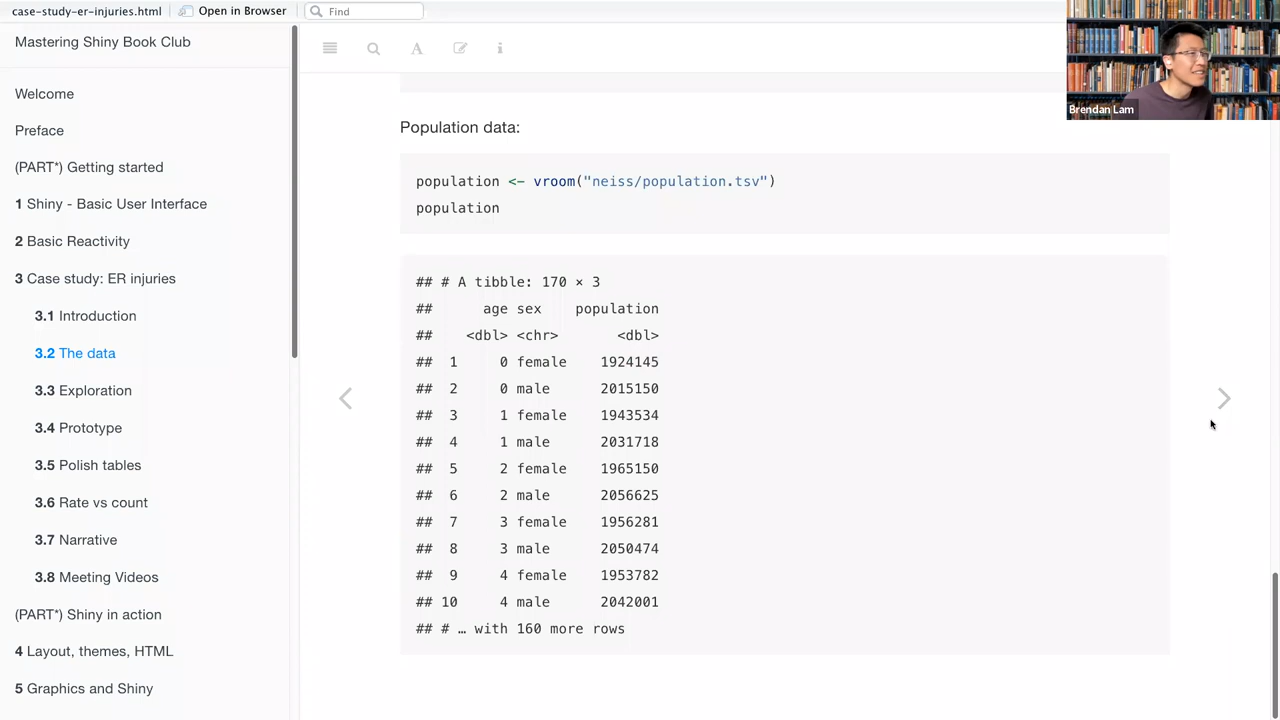 case-study-er-injuries.html
Open in Browser
Find
Mastering Shiny Book Club
Welcome
Preface
(PART*) Getting started
1 Shiny - Basic User Interface
2 Basic Reactivity
3 Case study: ER injuries
3.1 Introduction
3.2 The data
3.3 Exploration
3.4 Prototype
3.5 Polish tables
3.6 Rate vs count
3.7 Narrative
3.8 Meeting Videos
(PART*) Shiny in action
4 Layout, themes, HTML
5 Graphics and Shiny
A
i
Brendan Lam
Population data:
population <- vroom("neiss/population.tsv")
population
## # A tibble: 170 × 3
## age sex population
## <dbl> <chr> <dbl>
## 1 0 female 1924145
## 2 0 male 2015150
## 3 1 female 1943534
## 4 1 male 2031718
## 5 2 female 1965150
## 6 2 male 2056625
## 7 3 female 1956281
## 8 3 male 2050474
## 9 4 female 1953782
## 10 4 male 2042001
## # … with 160 more rows